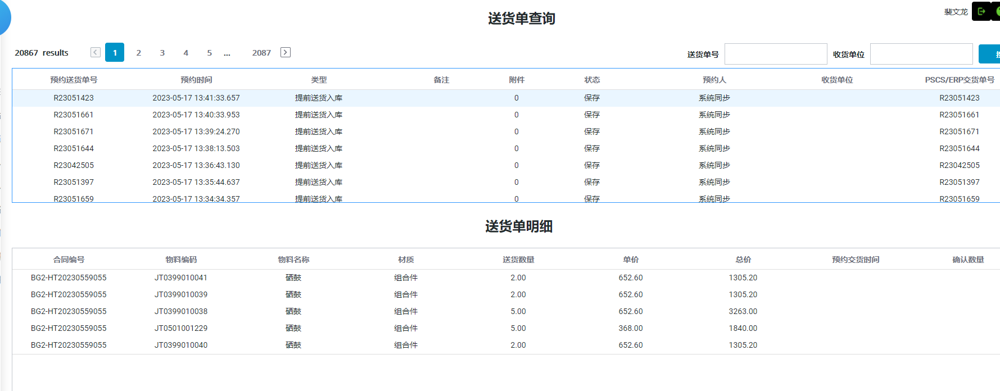 裴文龙
送货单查询
20867 results < 1 2 3 4 5 ... 2087 > 送货单号 收货单位
预约送货单号 预约时间 类型 备注 附件 状态 预约人 收货单位 PSCS/ERP交货单号
R23051423 2023-05-17 13:41:33.657 提前送货入库 0 保存 系统同步 R23051423
R23051661 2023-05-17 13:40:33.953 提前送货入库 0 保存 系统同步 R23051661
R23051671 2023-05-17 13:39:24.270 提前送货入库 0 保存 系统同步 R23051671
R23051644 2023-05-17 13:38:13.503 提前送货入库 0 保存 系统同步 R23051644
R23042505 2023-05-17 13:36:43.130 提前送货入库 0 保存 系统同步 R23042505
R23051397 2023-05-17 13:35:44.637 提前送货入库 0 保存 系统同步 R23051397
R23051659 2023-05-17 13:34:34.357 提前送货入库 0 保存 系统同步 R23051659
送货单明细
合同编号 物料编码 物料名称 材质 送货数量 单价 总价 预约交货时间 确认数量
BG2-HT20230559055 JT0399010041 硒鼓 组合件 2.00 652.60 1305.20
BG2-HT20230559055 JT0399010039 硒鼓 组合件 2.00 652.60 1305.20
BG2-HT20230559055 JT0399010038 硒鼓 组合件 5.00 652.60 3263.00
BG2-HT20230559055 JT0501001229 硒鼓 组合件 5.00 368.00 1840.00
BG2-HT20230559055 JT0399010040 硒鼓 组合件 2.00 652.60 1305.20